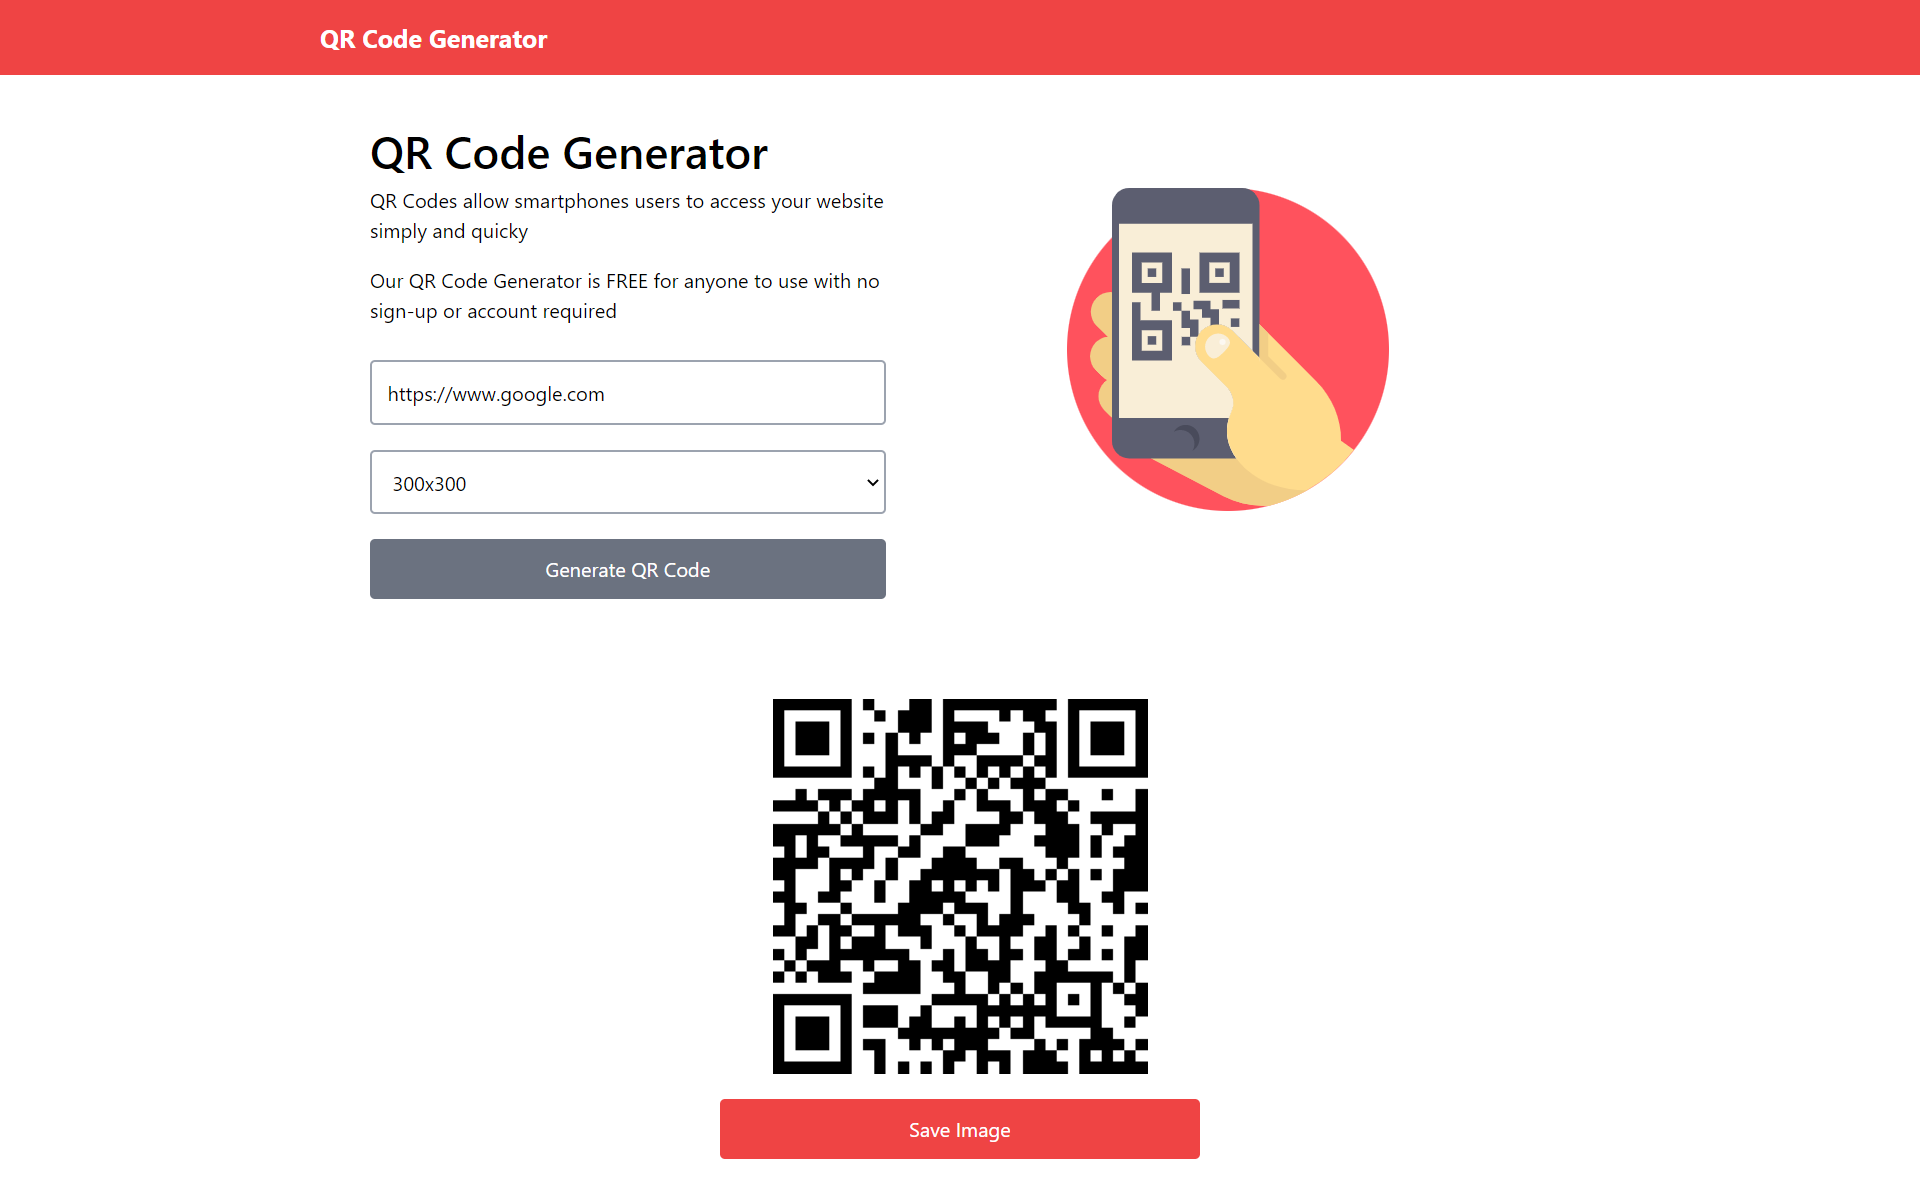 QR Code Generator
QR Code Generator
QR Codes allow smartphones users to access your website
simply and quicky
Our QR Code Generator is FREE for anyone to use with no
sign-up or account required
https://www.google.com
300x300
Generate QR Code
Save Image